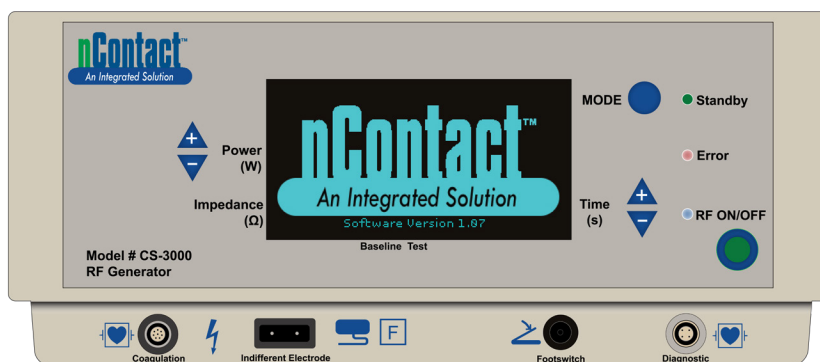 nContact™
An Integrated Solution
Power
(W)
Impedance
(Ω)
Model # CS-3000
RF Generator
nContact™
An Integrated Solution
Software Version 1.07
Baseline Test
MODE
Standby
Error
Time
(s)
RF ON/OFF
Coagulation
Indifferent Electrode
F
Footswitch
Diagnostic